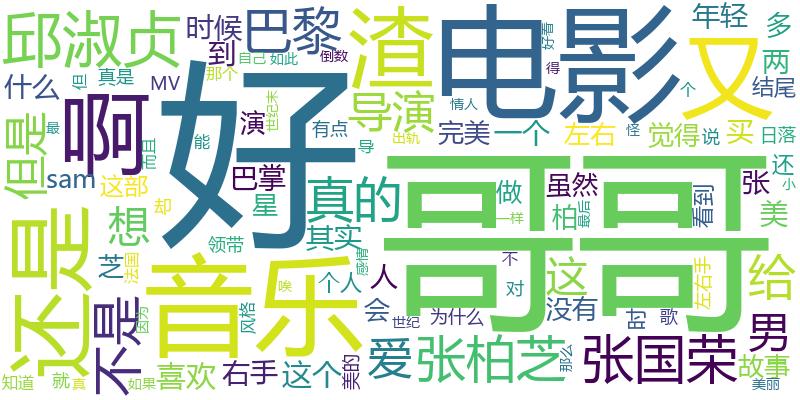 邱淑贞
时候
到
巴黎
自己
如此
倒数
渣
电影
好看
得
又
年轻
多
两
什么
但
真是
MV
那个
情人
个
结尾
啊
好
导演
完美
一个
左右
怪
觉得
说
买
日落
但是
最
而且
演
世纪末
有点
能
出轨
导
还
小
sam
这部
巴掌
星
真的
做
虽然
看到
张
还是
想
却
领带
其实
哥哥
一样
柏
最后
美
芝
法国
音乐
唉
个人
感情
人
不
对
这
没有
左右手
给
不是
因为
风格
会
世纪
为什么
时
歌
男
知道
就
真
如果
喜欢
右手
这个
美的
爱
张柏芝
那么
张国荣
故事
美丽